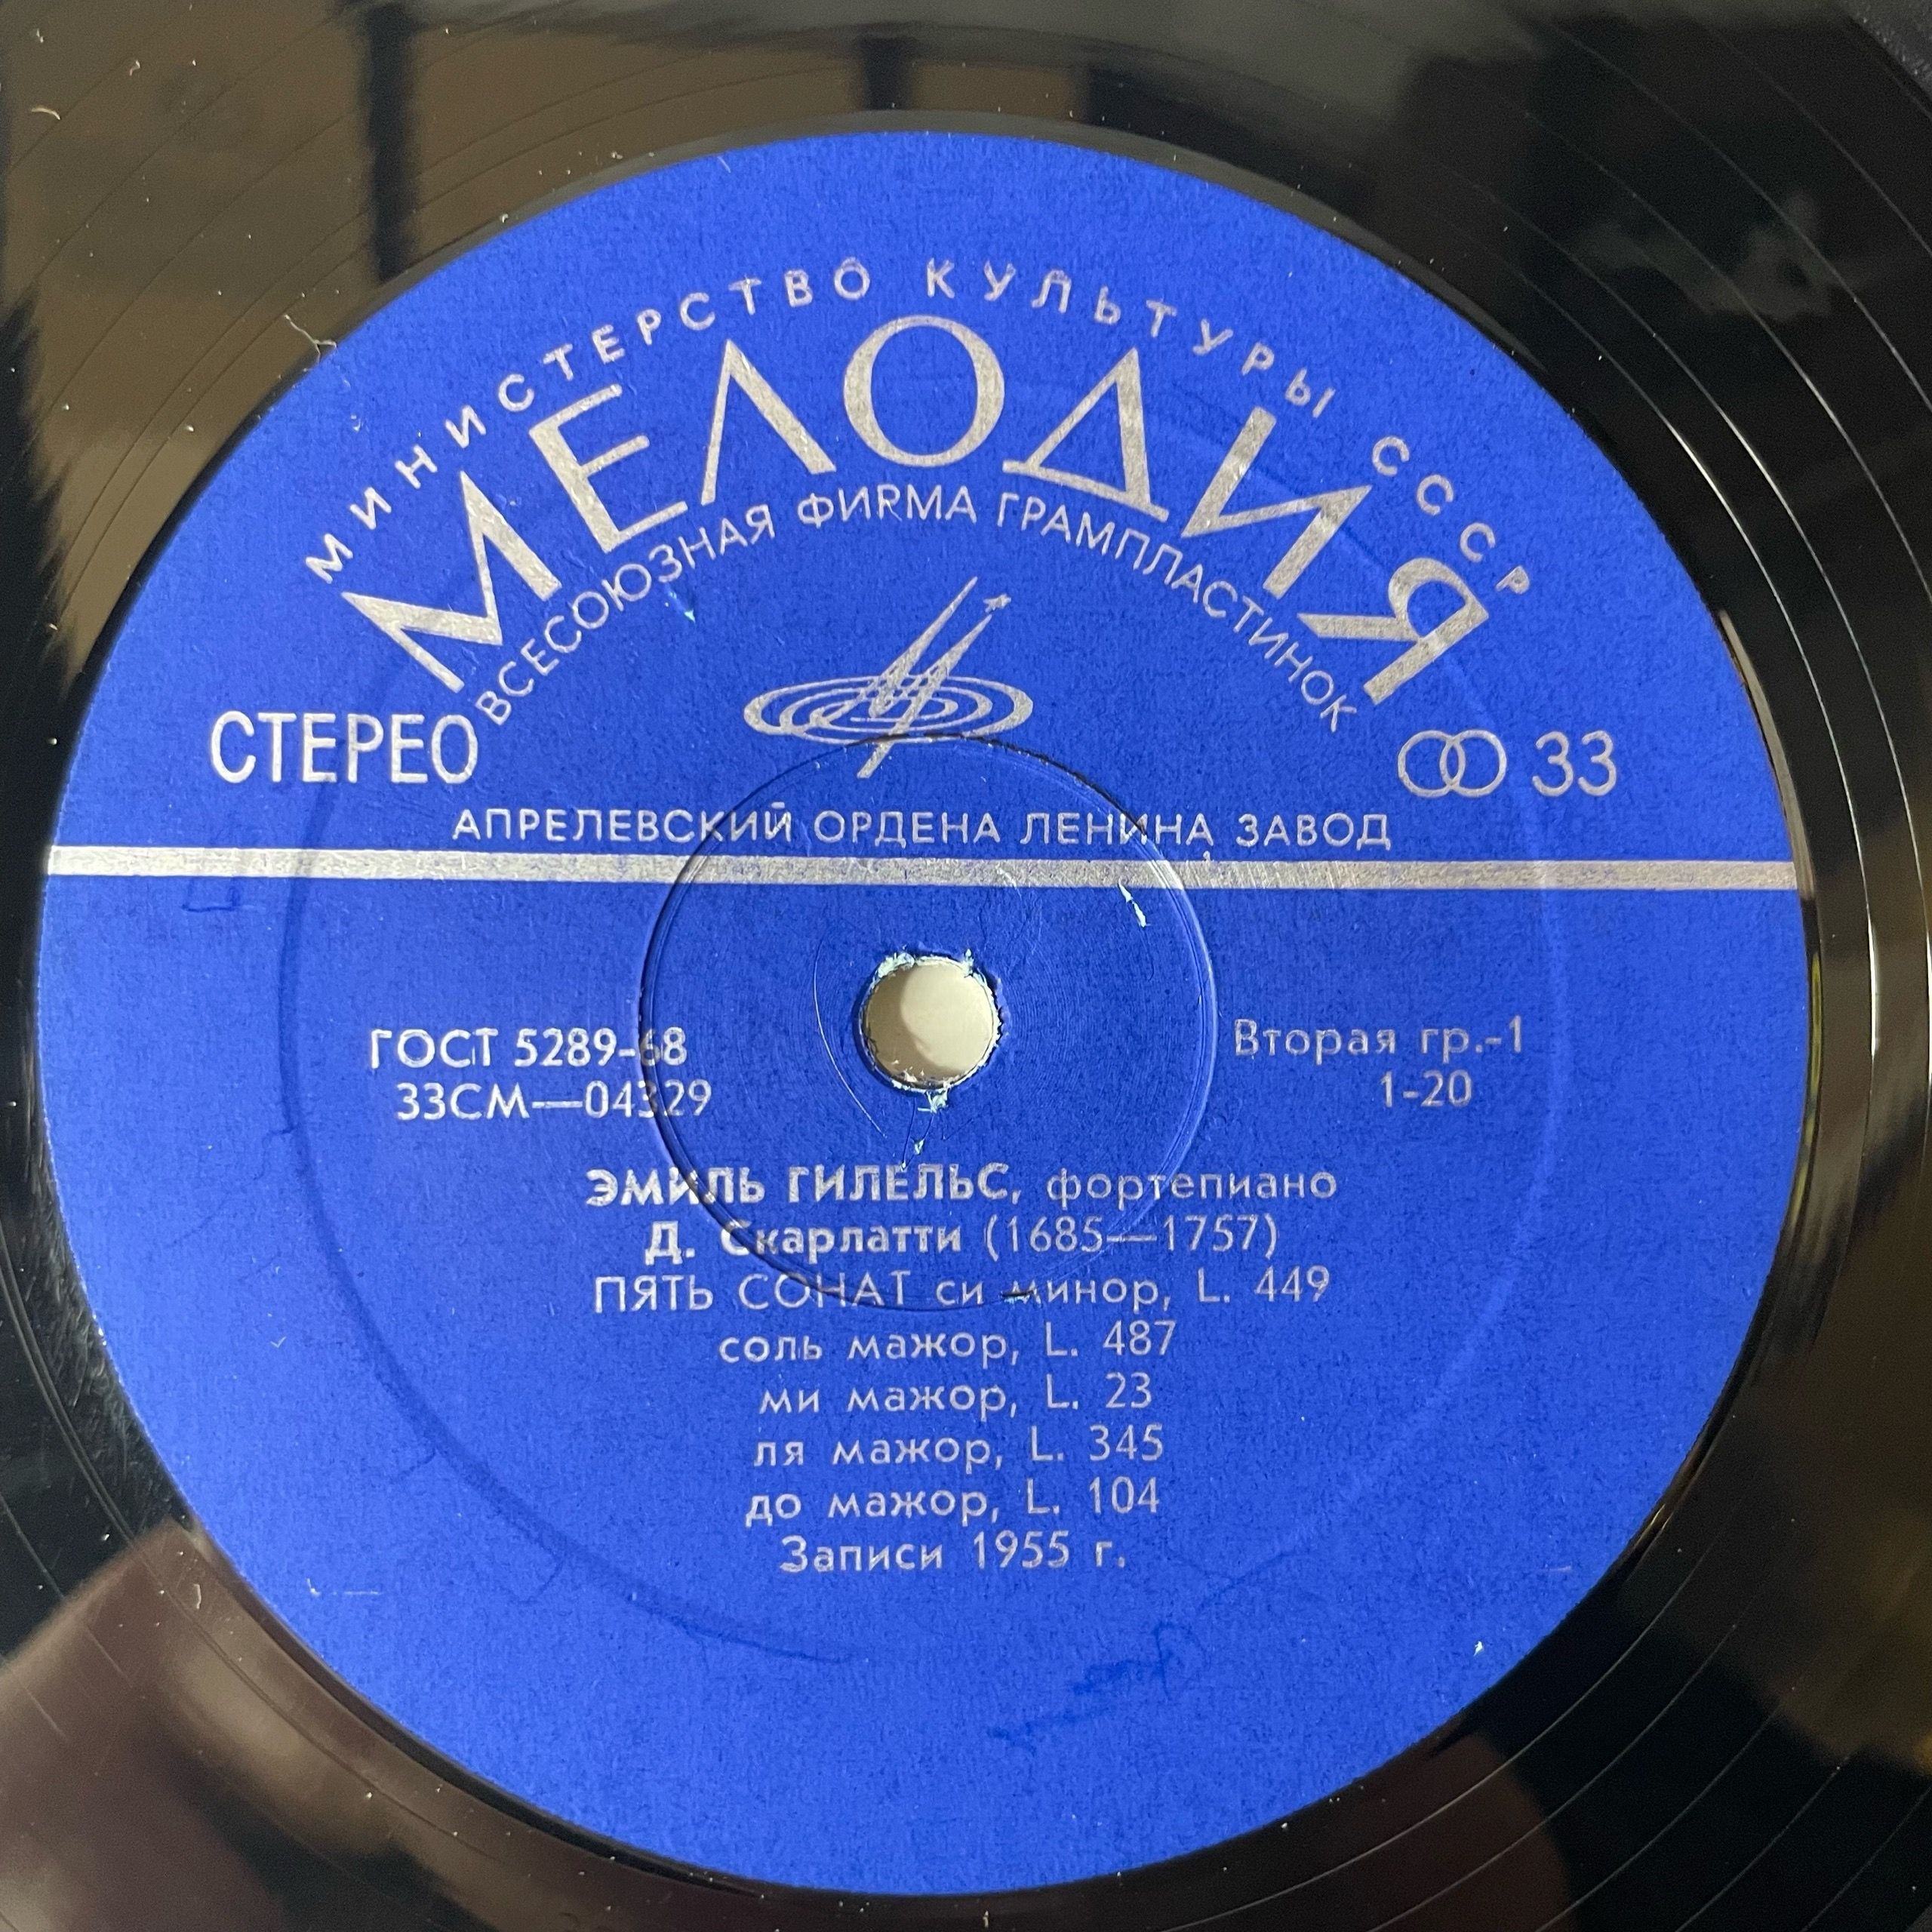 МИНИСТЕРСТВО КУЛЬТУРЫ СССР
МЕЛОДИЯ
ВСЕСОЮЗНАЯ ФИРМА ГРАМПЛАСТИНОК
СТЕРЕО
33
АПРЕЛЕВСКИЙ ОРДЕНА ЛЕНИНА ЗАВОД
ГОСТ 5289-68
33СМ—04329
Вторая гр.-1
1-20
ЭМИЛЬ ГИЛЕЛЬС, фортепиано
Д. Скарлатти (1685—1757)
ПЯТЬ СОНАТ си минор, L. 449
соль мажор, L. 487
ми мажор, L. 23
ля мажор, L. 345
до мажор, L. 104
Записи 1955 г.